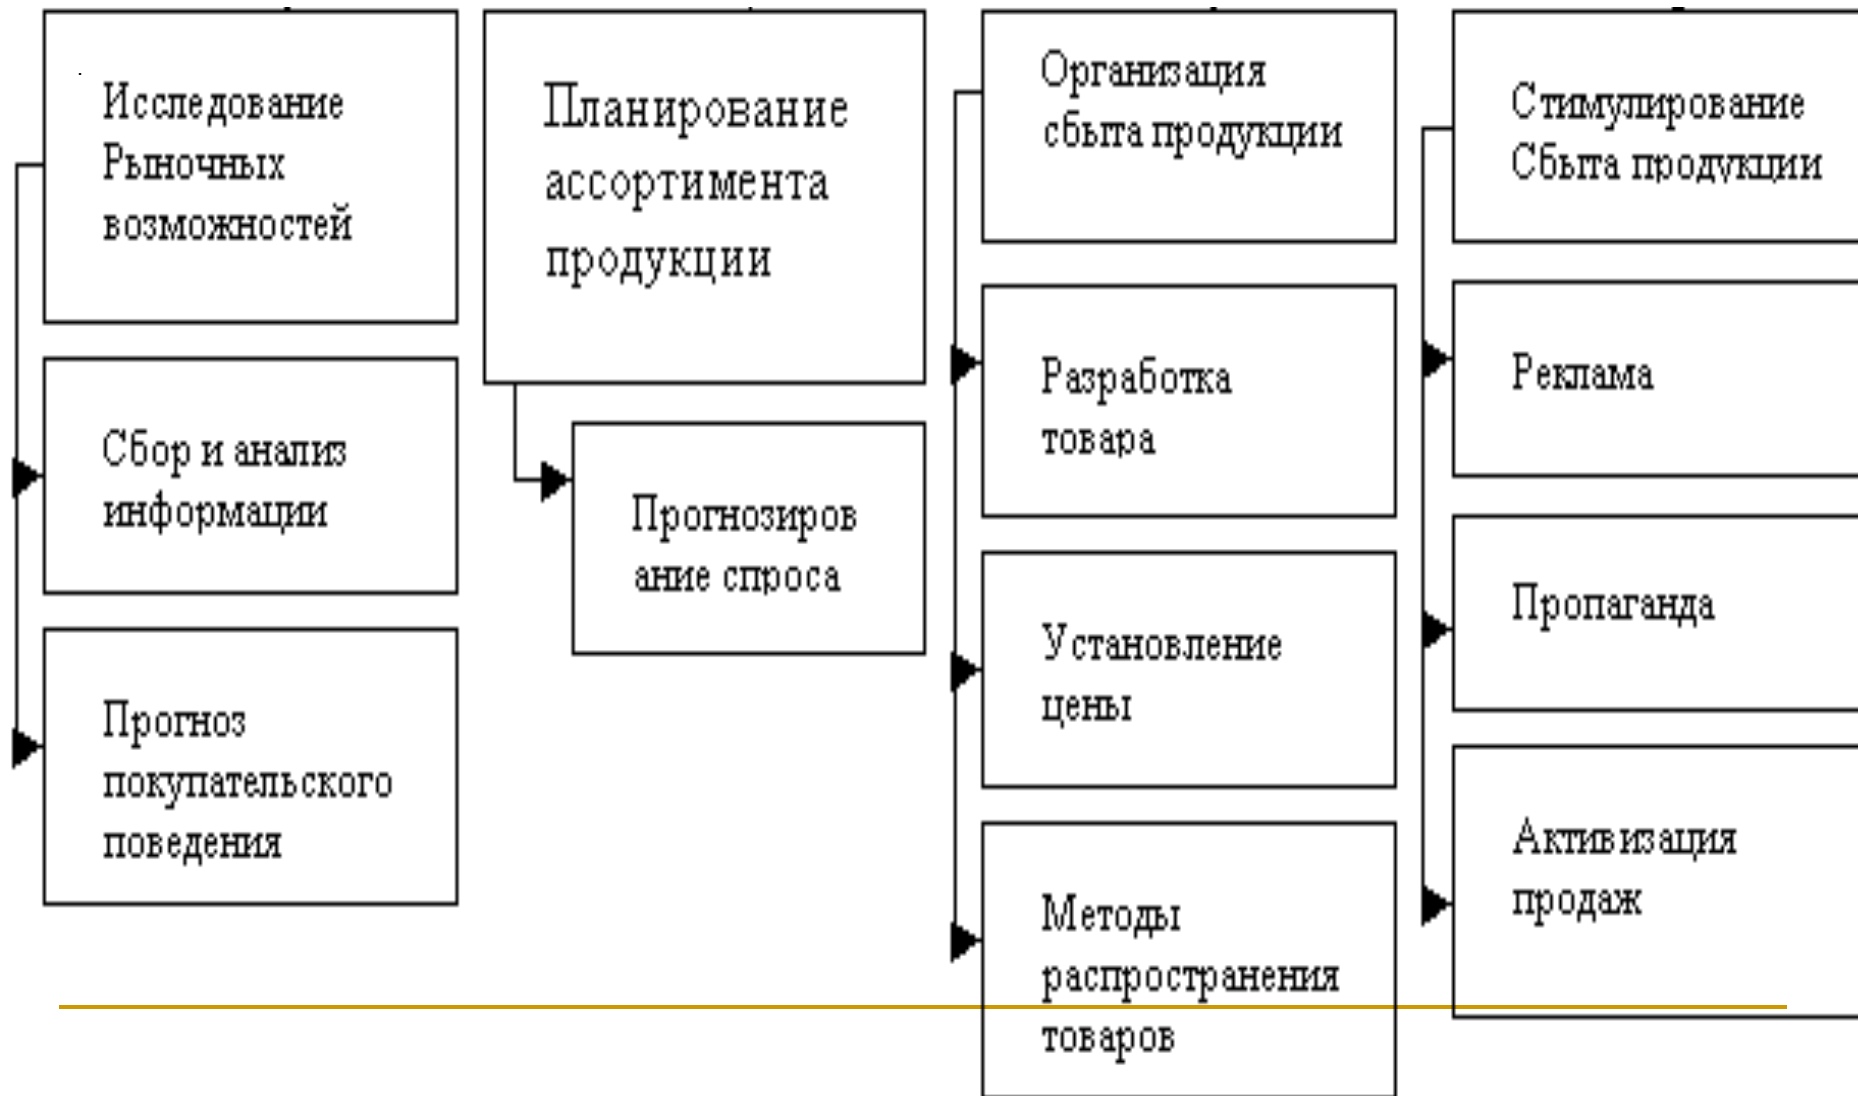 Исследование
Рыночных
возможностей
Сбор и анализ
информации
Прогноз
покупательского
поведения
Планирование
ассортимента
продукции
Прогнозиров
ание спроса
Организация
сбыта продукции
Разработка
товара
Установление
цены
Методы
распространения
товаров
Стимулирование
Сбыта продукции
Реклама
Пропаганда
Активизация
продаж